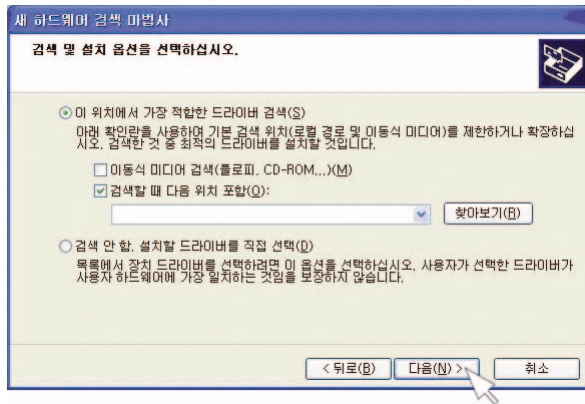 새 하드웨어 검색 마법사
검색 및 설치 옵션을 선택하십시오.
이 위치에서 가장 적합한 드라이버 검색(S)
아래 확인란을 사용하여 기본 검색 위치(로컬 경로 및 이동식 미디어)를 제한하거나 확장하십
시오. 검색한 것 중 최적의 드라이버를 설치할 것입니다.
이동식 미디어 검색(플로피, CD-ROM...)(M)
검색할 때 다음 위치 포함(O):
찾아보기(R)
검색 안 함. 설치할 드라이버를 직접 선택(D)
목록에서 장치 드라이버를 선택하려면 이 옵션을 선택하십시오. 사용자가 선택한 드라이버가
사용자 하드웨어에 가장 일치하는 것임을 보장하지 않습니다.
< 뒤로(B) 다음(N) > 취소